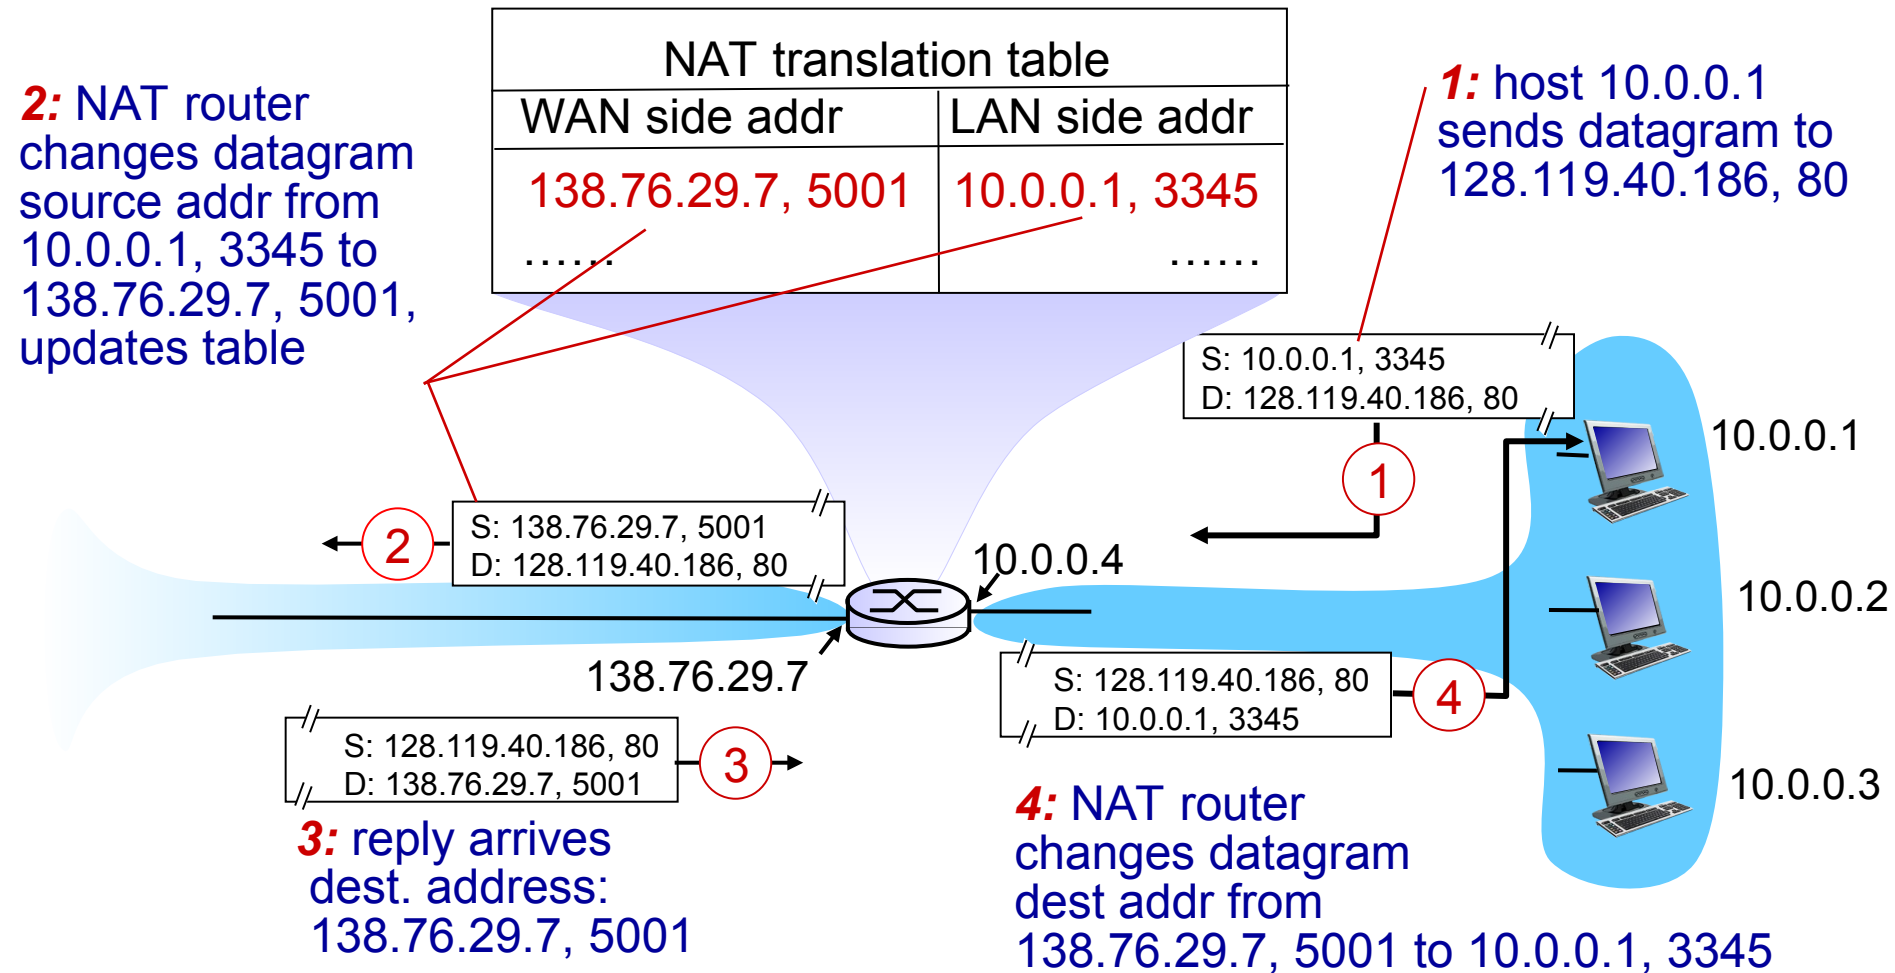 NAT translation table
WAN side addr LAN side addr
138.76.29.7, 5001 10.0.0.1, 3345
...... ......
2: NAT router
changes datagram
source addr from
10.0.0.1, 3345 to
138.76.29.7, 5001,
updates table
1: host 10.0.0.1
sends datagram to
128.119.40.186, 80
S: 10.0.0.1, 3345
D: 128.119.40.186, 80
1
10.0.0.1
S: 138.76.29.7, 5001
D: 128.119.40.186, 80
2
10.0.0.4
10.0.0.2
138.76.29.7
S: 128.119.40.186, 80
D: 10.0.0.1, 3345
4
S: 128.119.40.186, 80
D: 138.76.29.7, 5001
3
10.0.0.3
3: reply arrives
dest. address:
138.76.29.7, 5001
4: NAT router
changes datagram
dest addr from
138.76.29.7, 5001 to 10.0.0.1, 3345